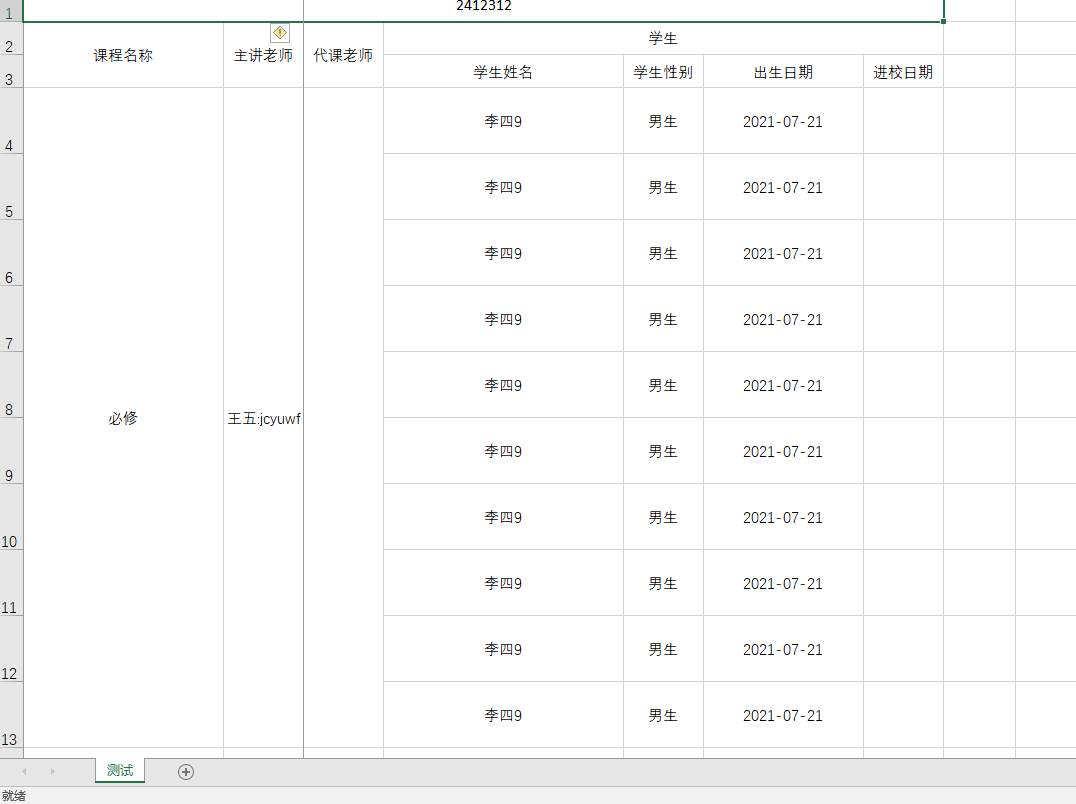 1 2412312
2 学生
课程名称 主讲老师 代课老师
3 学生姓名 学生性别 出生日期 进校日期
4 李四9 男生 2021-07-21
5 李四9 男生 2021-07-21
6 李四9 男生 2021-07-21
7 李四9 男生 2021-07-21
8 李四9 男生 2021-07-21
必修 王五:jcyuwf
9 李四9 男生 2021-07-21
10 李四9 男生 2021-07-21
11 李四9 男生 2021-07-21
12 李四9 男生 2021-07-21
13 李四9 男生 2021-07-21
测试
就绪